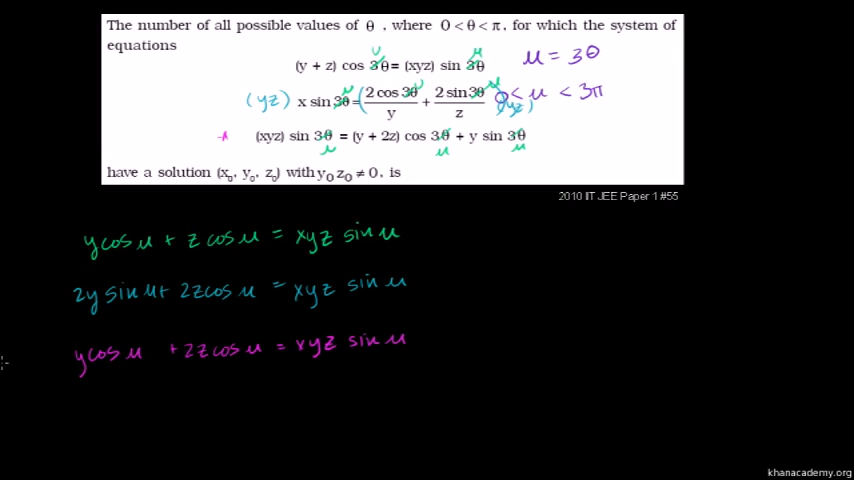 The number of all possible values of θ , where 0 < θ < π, for which the system of
equations
(y + z) cos 3θ = (xyz) sin 3θ
u u
u = 3θ
(yz) x sin 3θ = (2 cos 3θ / y + 2 sin 3θ / z (yz)
u u u
0 < u < 3π
(xyz) sin 3θ = (y + 2z) cos 3θ + y sin 3θ
u u u
have a solution (x₀, y₀, z₀) with y₀ z₀ ≠ 0, is
2010 IIT JEE Paper 1 #55
y cos u + z cos u = xyz sin u
2y sin u + 2z cos u = xyz sin u
y cos u + 2z cos u = xyz sin u
khanacademy.org